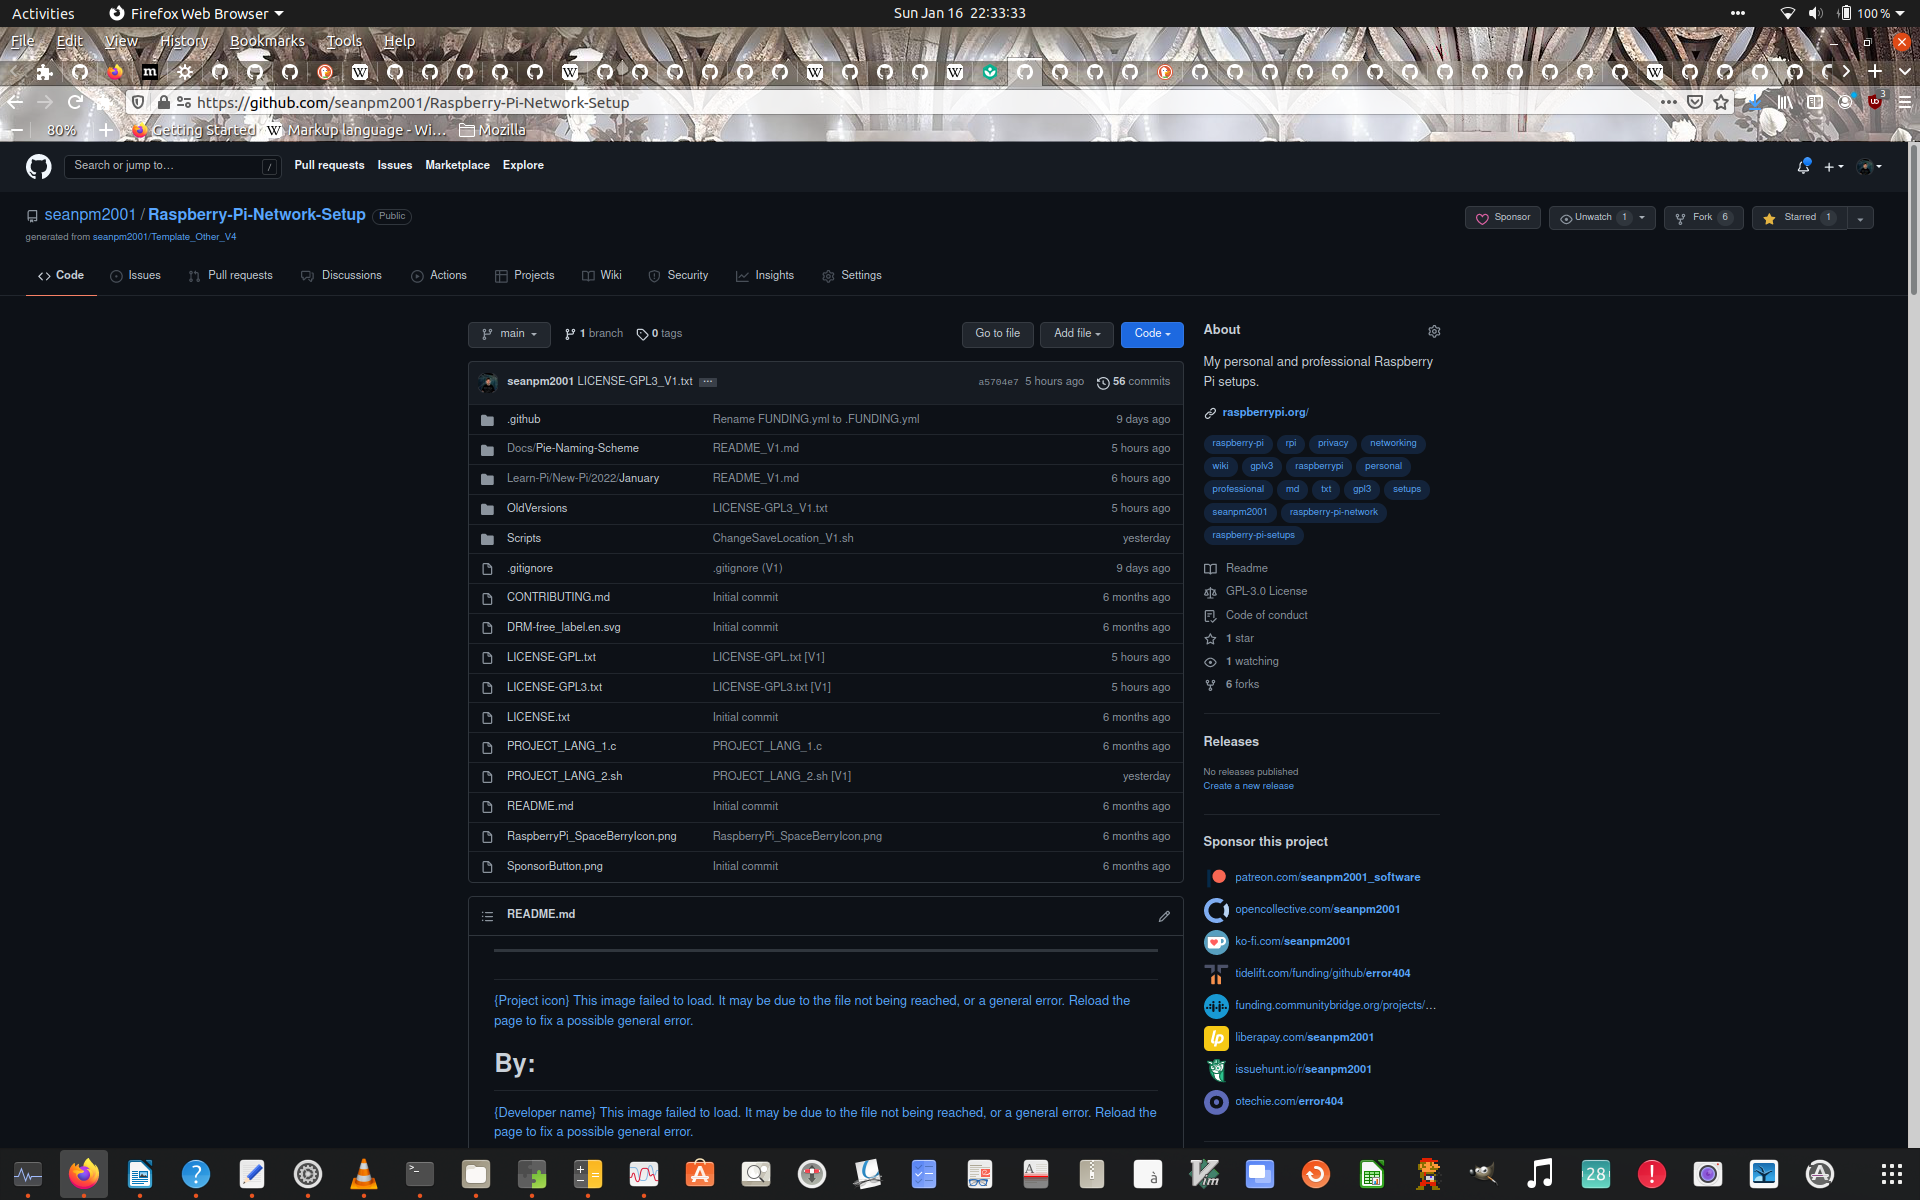 Activities
Firefox Web Browser
Sun Jan 16 22:33:33
100 %
File Edit View History Bookmarks Tools Help
https://github.com/seanpm2001/Raspberry-Pi-Network-Setup
3
80%
Getting Started
Markup language - Wi…
Mozilla
Search or jump to…
/
Pull requests Issues Marketplace Explore
seanpm2001 / Raspberry-Pi-Network-Setup Public
generated from seanpm2001/Template_Other_V4
Sponsor
Unwatch 1
Fork 6
Starred 1
Code
Issues
Pull requests
Discussions
Actions
Projects
Wiki
Security
Insights
Settings
main
1 branch
0 tags
Go to file
Add file
Code
seanpm2001 LICENSE-GPL3_V1.txt ...
a5704e7 5 hours ago
56 commits
.github Rename FUNDING.yml to .FUNDING.yml 9 days ago
Docs/Pie-Naming-Scheme README_V1.md 5 hours ago
Learn-Pi/New-Pi/2022/January README_V1.md 6 hours ago
OldVersions LICENSE-GPL3_V1.txt 5 hours ago
Scripts ChangeSaveLocation_V1.sh yesterday
.gitignore .gitignore (V1) 9 days ago
CONTRIBUTING.md Initial commit 6 months ago
DRM-free_label.en.svg Initial commit 6 months ago
LICENSE-GPL.txt LICENSE-GPL.txt [V1] 5 hours ago
LICENSE-GPL3.txt LICENSE-GPL3.txt [V1] 5 hours ago
LICENSE.txt Initial commit 6 months ago
PROJECT_LANG_1.c PROJECT_LANG_1.c 6 months ago
PROJECT_LANG_2.sh PROJECT_LANG_2.sh [V1] yesterday
README.md Initial commit 6 months ago
RaspberryPi_SpaceBerryIcon.png RaspberryPi_SpaceBerryIcon.png 6 months ago
SponsorButton.png Initial commit 6 months ago
README.md
{Project icon} This image failed to load. It may be due to the file not being reached, or a general error. Reload the
page to fix a possible general error.
By:
{Developer name} This image failed to load. It may be due to the file not being reached, or a general error. Reload the
page to fix a possible general error.
About
My personal and professional Raspberry
Pi setups.
raspberrypi.org/
raspberry-pi rpi privacy networking
wiki gplv3 raspberrypi personal
professional md txt gpl3 setups
seanpm2001 raspberry-pi-network
raspberry-pi-setups
Readme
GPL-3.0 License
Code of conduct
1 star
1 watching
6 forks
Releases
No releases published
Create a new release
Sponsor this project
patreon.com/seanpm2001_software
opencollective.com/seanpm2001
ko-fi.com/seanpm2001
tidelift.com/funding/github/error404
funding.communitybridge.org/projects/…
liberapay.com/seanpm2001
issuehunt.io/r/seanpm2001
otechie.com/error404
28